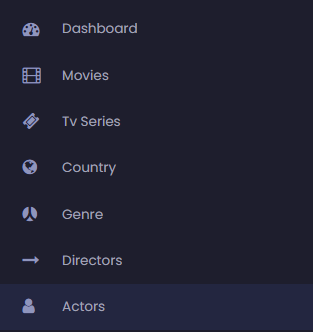 Dashboard
Movies
Tv Series
Country
Genre
Directors
Actors